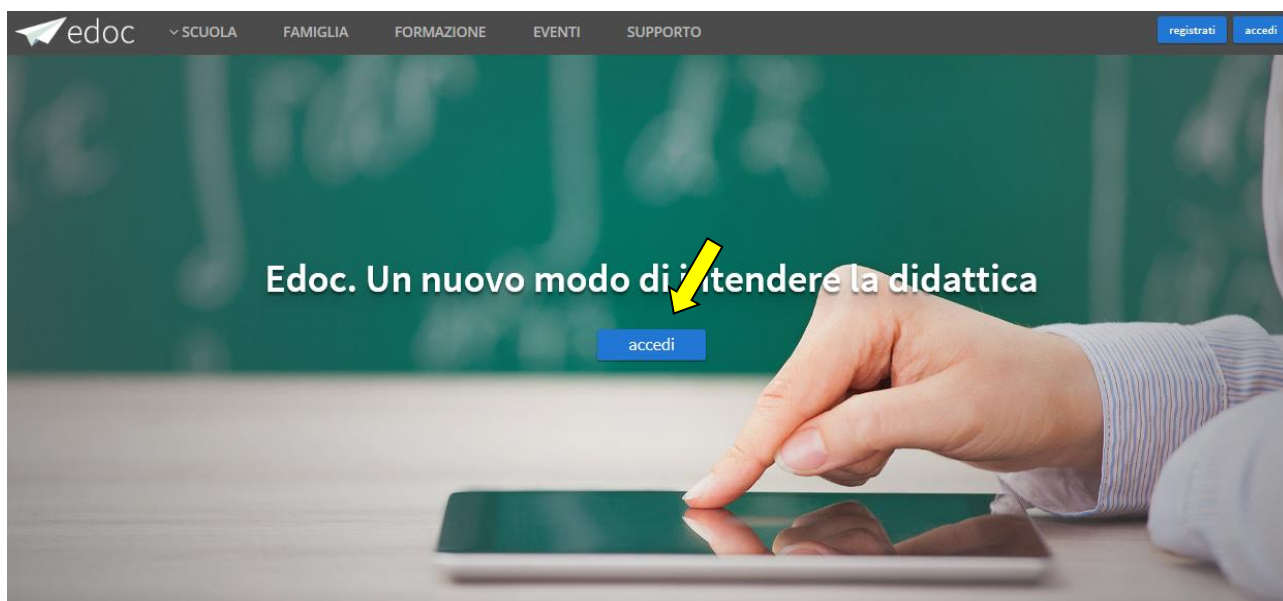 edoc SCUOLA FAMIGLIA FORMAZIONE EVENTI SUPPORTO registrati accedi
Edoc. Un nuovo modo di intendere la didattica
accedi